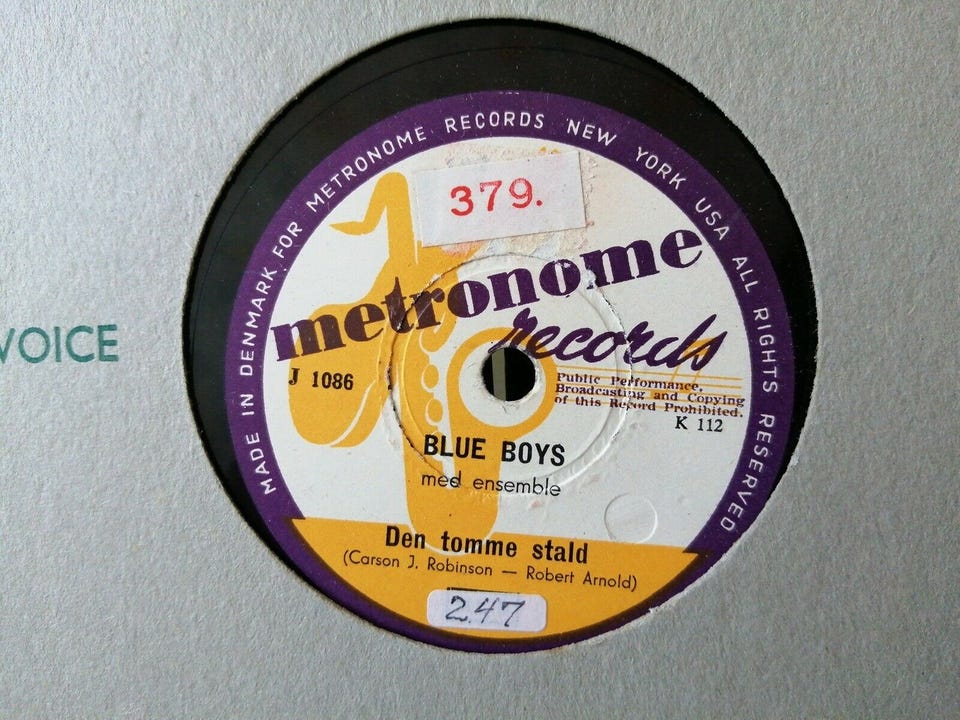 MADE IN DENMARK FOR METRONOME RECORDS NEW YORK USA ALL RIGHTS RESERVED
379.
metronome
records
J 1086
Public Performance,
Broadcasting and Copying
of this Record Prohibited.
K 112
VOICE
BLUE BOYS
med ensemble
Den tomme stald
(Carson J. Robinson — Robert Arnold)
247